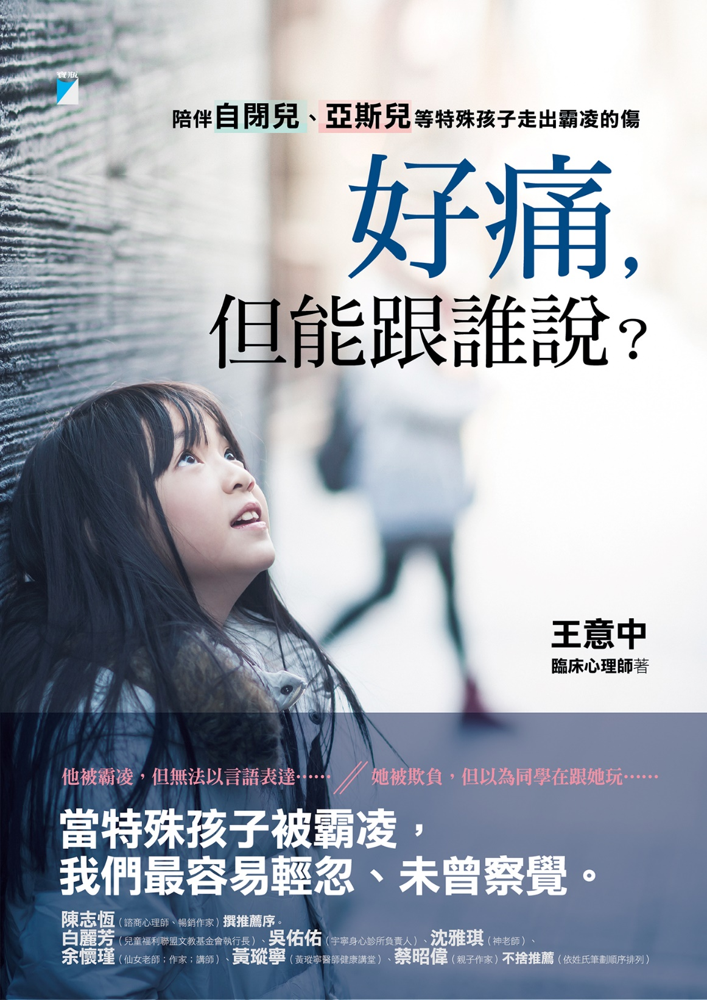 寶瓶
陪伴自閉兒、亞斯兒等特殊孩子走出霸凌的傷
好痛，
但能跟誰說？
王意中
臨床心理師著
他被霸凌，但無法以言語表達……
她被欺負，但以為同學在跟她玩……
當特殊孩子被霸凌，
我們最容易輕忽、未曾察覺。
陳志恆（諮商心理師、暢銷作家）撰推薦序。
白麗芳（兒童福利聯盟文教基金會執行長）、吳佑佑（宇寧身心診所負責人）、沈雅琪（神老師）、
余懷瑾（仙女老師；作家；講師）、黃瑽寧（黃瑽寧醫師健康講堂）、蔡昭偉（親子作家）不捨推薦（依姓氏筆劃順序排列）